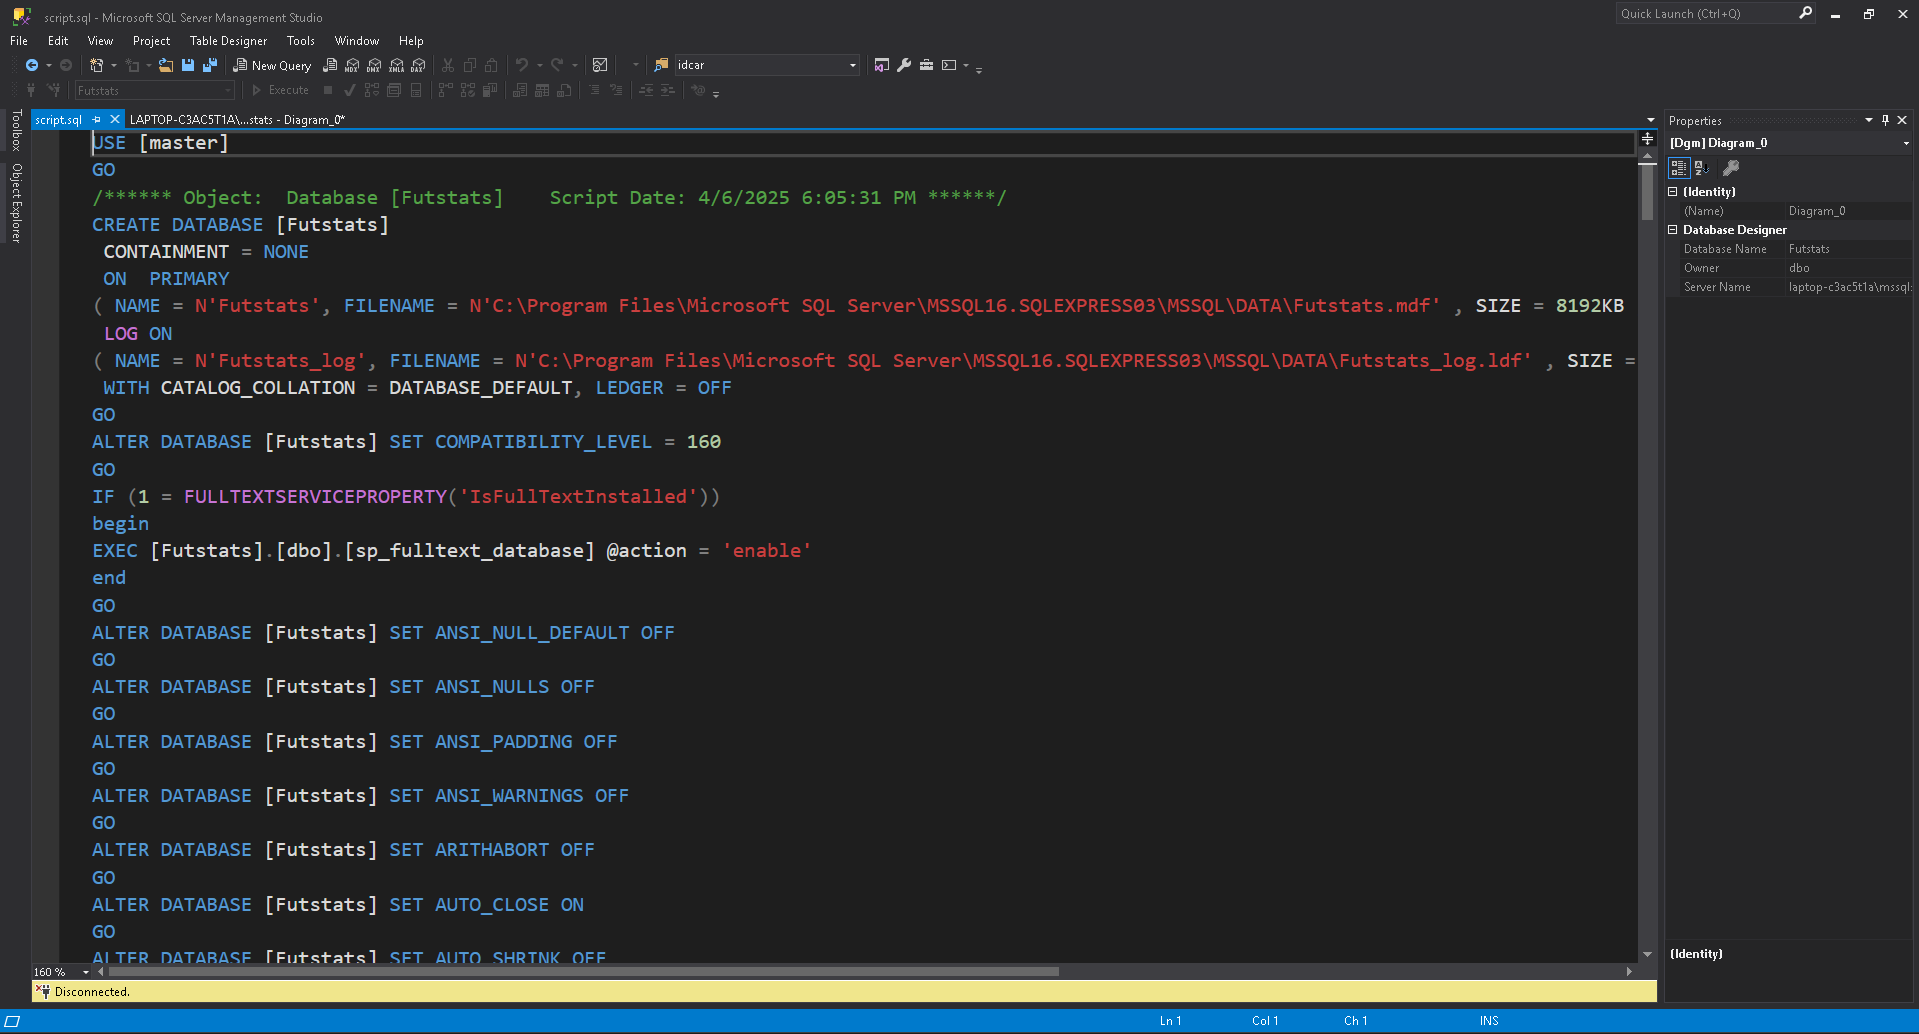 script.sql - Microsoft SQL Server Management Studio
Quick Launch (Ctrl+Q)
File Edit View Project Table Designer Tools Window Help
New Query MDX DMX XMLA DAX idcar
Futstats Execute
Toolbox
Object Explorer
script.sql LAPTOP-C3AC5T1A\...stats - Diagram_0*
USE [master]
GO
/****** Object:  Database [Futstats]    Script Date: 4/6/2025 6:05:31 PM ******/
CREATE DATABASE [Futstats]
CONTAINMENT = NONE
ON  PRIMARY
( NAME = N'Futstats', FILENAME = N'C:\Program Files\Microsoft SQL Server\MSSQL16.SQLEXPRESS03\MSSQL\DATA\Futstats.mdf' , SIZE = 8192KB
LOG ON
( NAME = N'Futstats_log', FILENAME = N'C:\Program Files\Microsoft SQL Server\MSSQL16.SQLEXPRESS03\MSSQL\DATA\Futstats_log.ldf' , SIZE =
WITH CATALOG_COLLATION = DATABASE_DEFAULT, LEDGER = OFF
GO
ALTER DATABASE [Futstats] SET COMPATIBILITY_LEVEL = 160
GO
IF (1 = FULLTEXTSERVICEPROPERTY('IsFullTextInstalled'))
begin
EXEC [Futstats].[dbo].[sp_fulltext_database] @action = 'enable'
end
GO
ALTER DATABASE [Futstats] SET ANSI_NULL_DEFAULT OFF
GO
ALTER DATABASE [Futstats] SET ANSI_NULLS OFF
GO
ALTER DATABASE [Futstats] SET ANSI_PADDING OFF
GO
ALTER DATABASE [Futstats] SET ANSI_WARNINGS OFF
GO
ALTER DATABASE [Futstats] SET ARITHABORT OFF
GO
ALTER DATABASE [Futstats] SET AUTO_CLOSE ON
GO
ALTER DATABASE [Futstats] SET AUTO_SHRINK OFF
160 %
Disconnected.
Properties
[Dgm] Diagram_0
(Identity)
(Name) Diagram_0
Database Designer
Database Name Futstats
Owner dbo
Server Name laptop-c3ac5t1a\mssql:
(Identity)
Ln 1 Col 1 Ch 1 INS